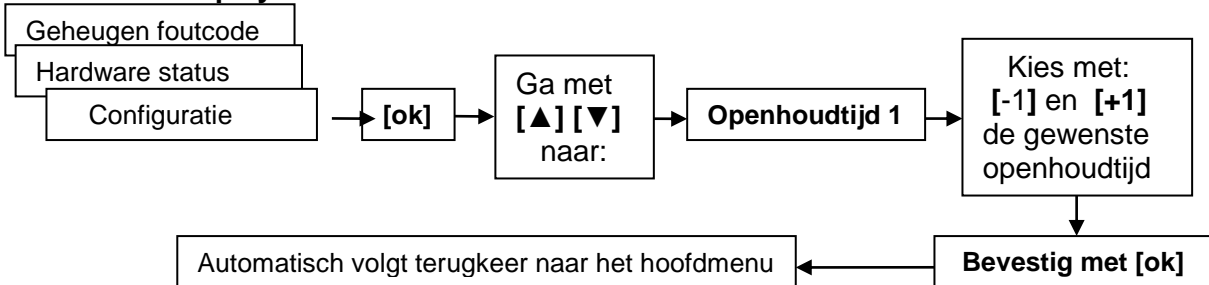 Geheugen foutcode
Hardware status
Configuratie
[ok]
Ga met
[▲] [▼]
naar:
Openhoudtijd 1
Kies met:
[-1] en [+1]
de gewenste
openhoudtijd
Bevestig met [ok]
Automatisch volgt terugkeer naar het hoofdmenu